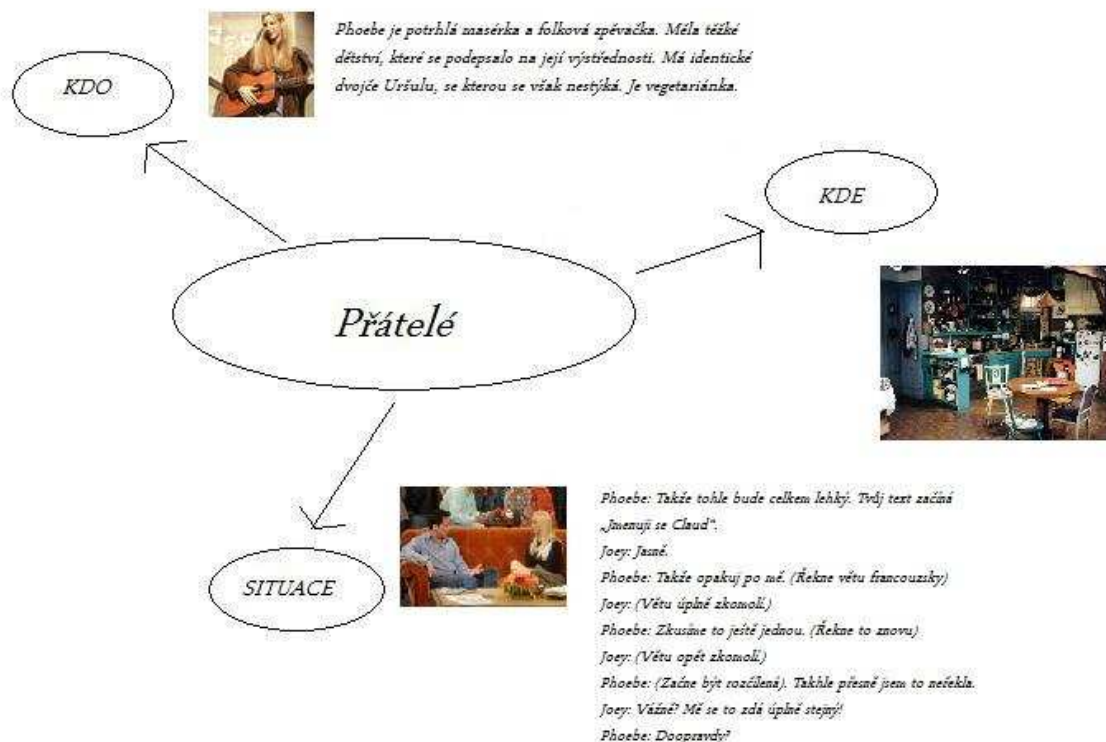 KDO
Phoebe je potrhlá masérka a folková zpěvačka. Měla těžké
dětství, které se podepsalo na její výstřednosti. Má identické
dvojče Uršulu, se kterou se však nestýká. Je vegetariánka.
KDE
Přátelé
SITUACE
Phoebe: Takže tohle bude celkem lehký. Tvůj text začíná
„Jmenuji se Claud“.
Joey: Jasně.
Phoebe: Takže opakuj po mě. (Řekne větu francouzsky)
Joey: (Větu úplně zkomolí.)
Phoebe: Zkusíme to ještě jednou. (Řekne to znovu)
Joey: (Větu opět zkomolí.)
Phoebe: (Začne být rozčílená). Takhle přesně jsem to neřekla.
Joey: Vážně? Mě se to zdá úplně stejný!
Phoebe: Doopravdy?